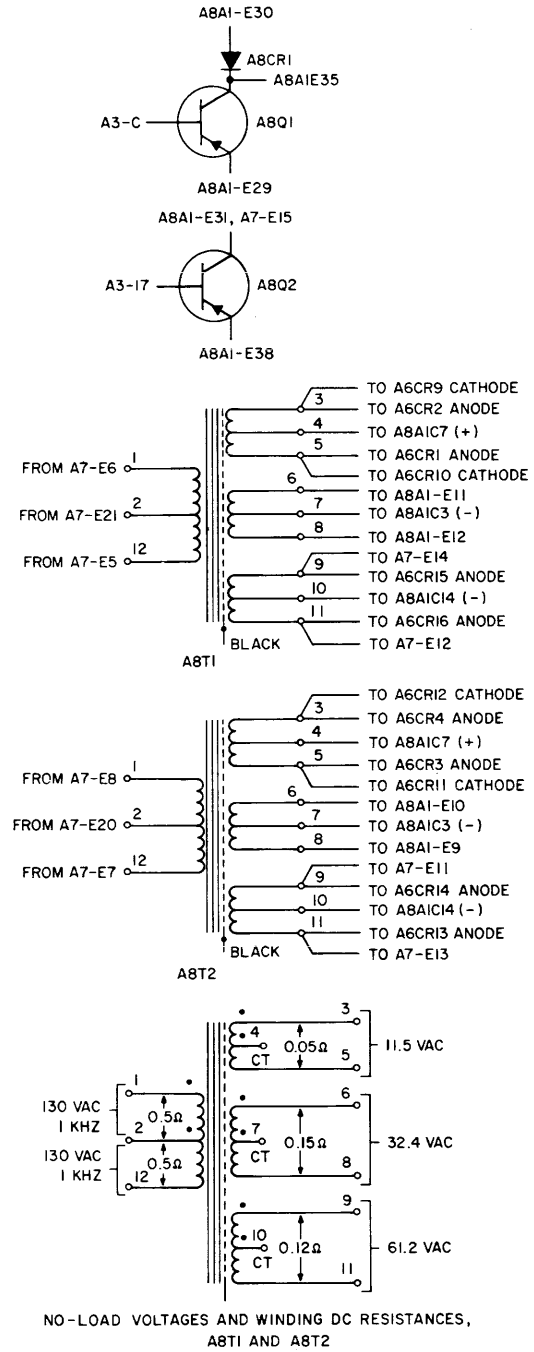 A8A1-E30
A8CR1
A8A1E35
A3-C
A8Q1
A8A1-E29
A8A1-E31, A7-E15
A3-17
A8Q2
A8A1-E38
TO A6CR9 CATHODE
3
TO A6CR2 ANODE
4
TO A8A1C7 (+)
5
TO A6CR1 ANODE
TO A6CR10 CATHODE
FROM A7-E6
1
6
TO A8A1-E11
FROM A7-E21
2
7
TO A8A1C3 (-)
8
TO A8A1-E12
FROM A7-E5
12
TO A7-E14
9
TO A6CR15 ANODE
10
TO A8A1C14 (-)
11
TO A6CR16 ANODE
TO A7-E12
BLACK
A8T1
TO A6CR12 CATHODE
3
TO A6CR4 ANODE
4
TO A8A1C7 (+)
5
TO A6CR3 ANODE
TO A6CR11 CATHODE
FROM A7-E8
1
6
TO A8A1-E10
FROM A7-E20
2
7
TO A8A1C3 (-)
8
TO A8A1-E9
FROM A7-E7
12
TO A7-E11
9
TO A6CR14 ANODE
10
TO A8A1C14 (-)
11
TO A6CR13 ANODE
TO A7-E13
BLACK
A8T2
3
4
0.05Ω
11.5 VAC
CT
5
1
130 VAC
1 KHZ
0.5Ω
2
130 VAC
1 KHZ
0.5Ω
12
6
7
0.15Ω
32.4 VAC
CT
8
9
10
0.12Ω
61.2 VAC
CT
11
NO-LOAD VOLTAGES AND WINDING DC RESISTANCES,
A8T1 AND A8T2